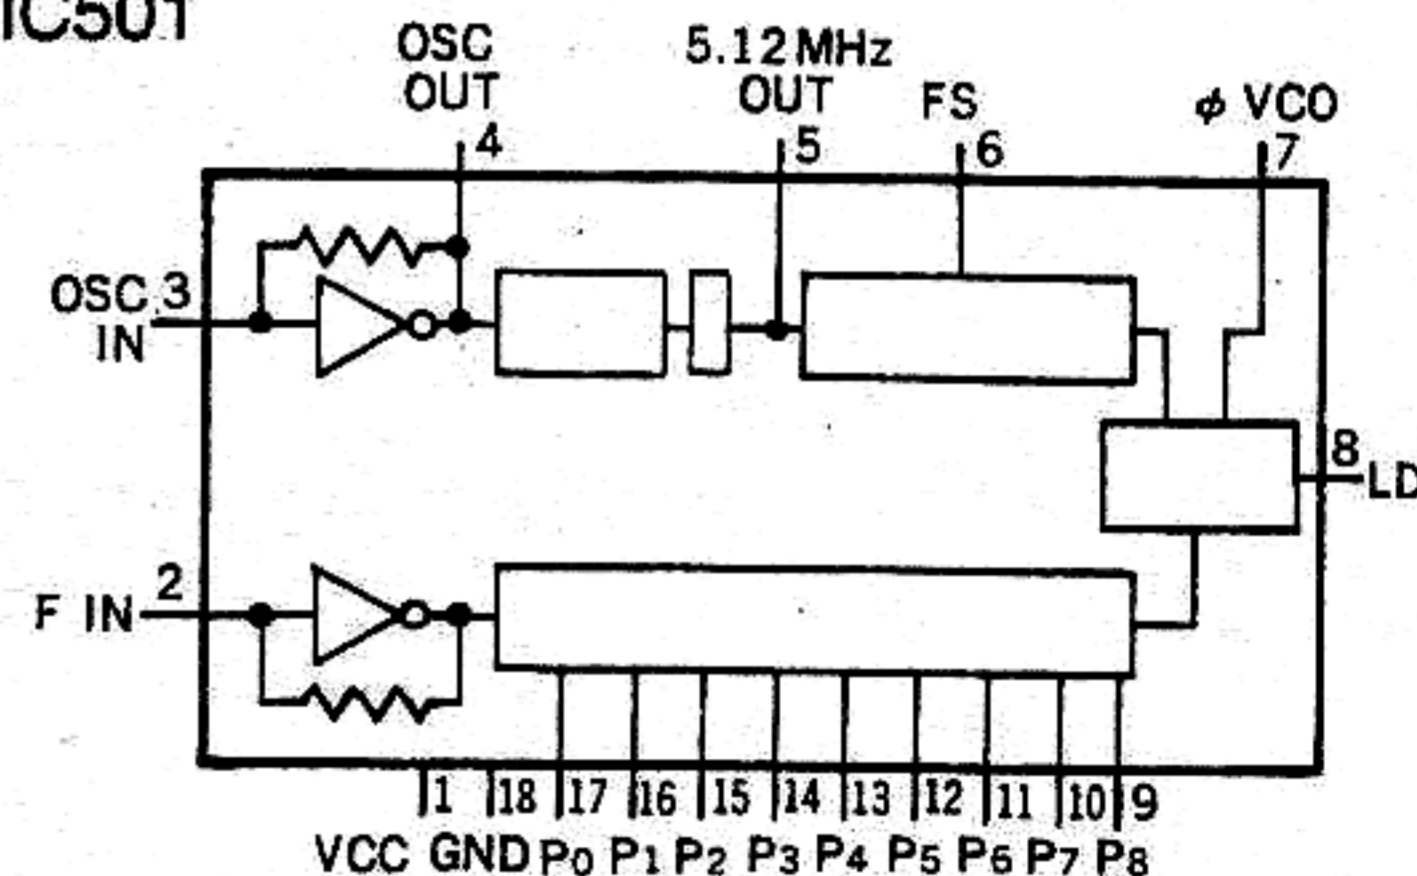 IC501
OSC
OUT
4
5.12MHz
OUT
5
FS
6
φ VCO
7
OSC
IN
3
8
LD
F IN
2
1 18 17 16 15 14 13 12 11 10 9
VCC GND P0 P1 P2 P3 P4 P5 P6 P7 P8